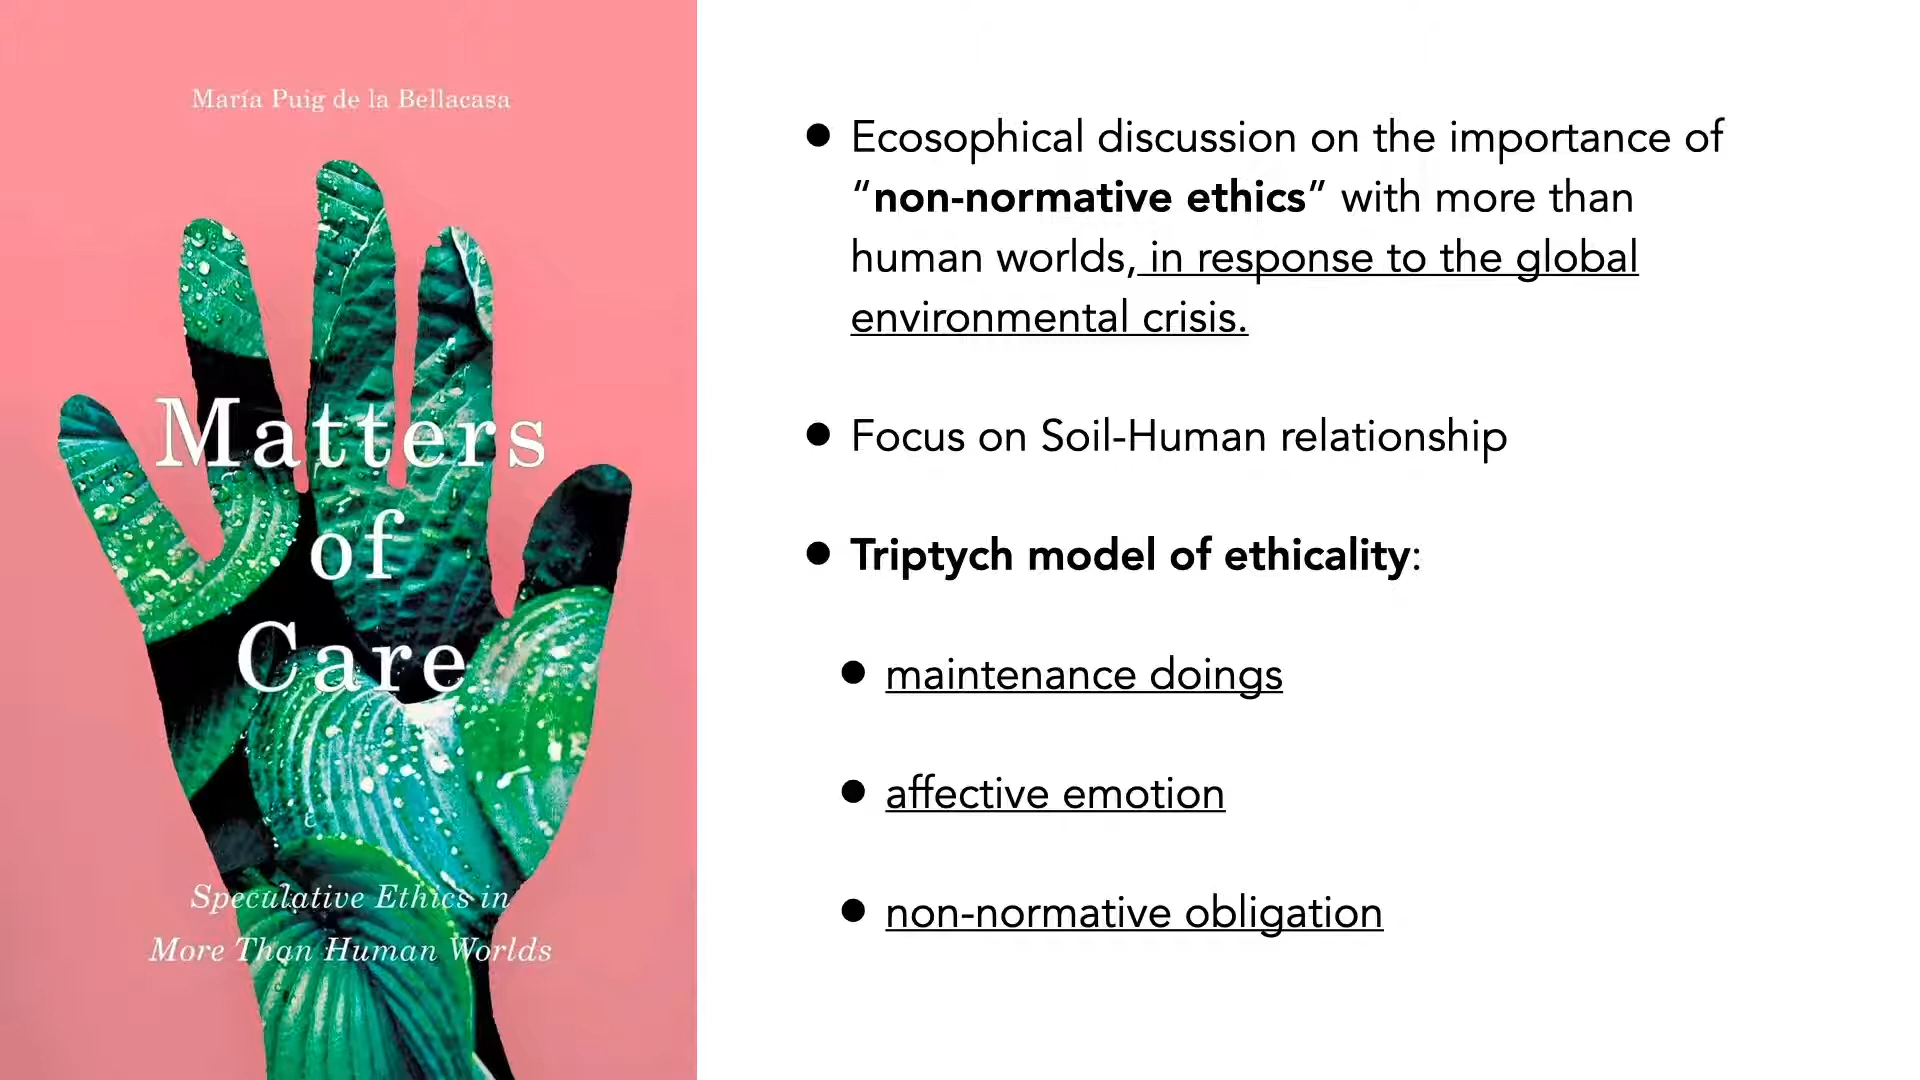 María Puig de la Bellacasa
Matters
of
Care
Speculative Ethics in
More Than Human Worlds
● Ecosophical discussion on the importance of
“non-normative ethics” with more than
human worlds, in response to the global
environmental crisis.
● Focus on Soil-Human relationship
● Triptych model of ethicality:
● maintenance doings
● affective emotion
● non-normative obligation